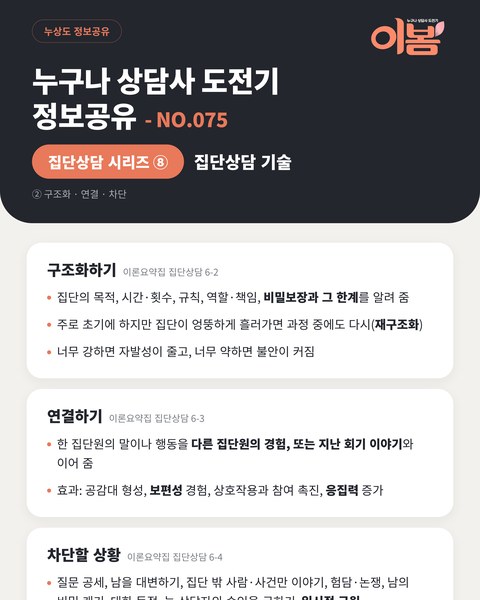 누상도 정보공유
누구나 상담사 도전기
이봄
누구나 상담사 도전기
정보공유 - NO.075
집단상담 시리즈 ⑧ 집단상담 기술
② 구조화 · 연결 · 차단
구조화하기 이론요약집 집단상담 6-2
• 집단의 목적, 시간·횟수, 규칙, 역할·책임, 비밀보장과 그 한계를 알려 줌
• 주로 초기에 하지만 집단이 엉뚱하게 흘러가면 과정 중에도 다시(재구조화)
• 너무 강하면 자발성이 줄고, 너무 약하면 불안이 커짐
연결하기 이론요약집 집단상담 6-3
• 한 집단원의 말이나 행동을 다른 집단원의 경험, 또는 지난 회기 이야기와
이어 줌
• 효과: 공감대 형성, 보편성 경험, 상호작용과 참여 촉진, 응집력 증가
차단할 상황 이론요약집 집단상담 6-4
• 질문 공세, 남을 대변하기, 집단 밖 사람·사건만 이야기, 험담·논쟁, 남의